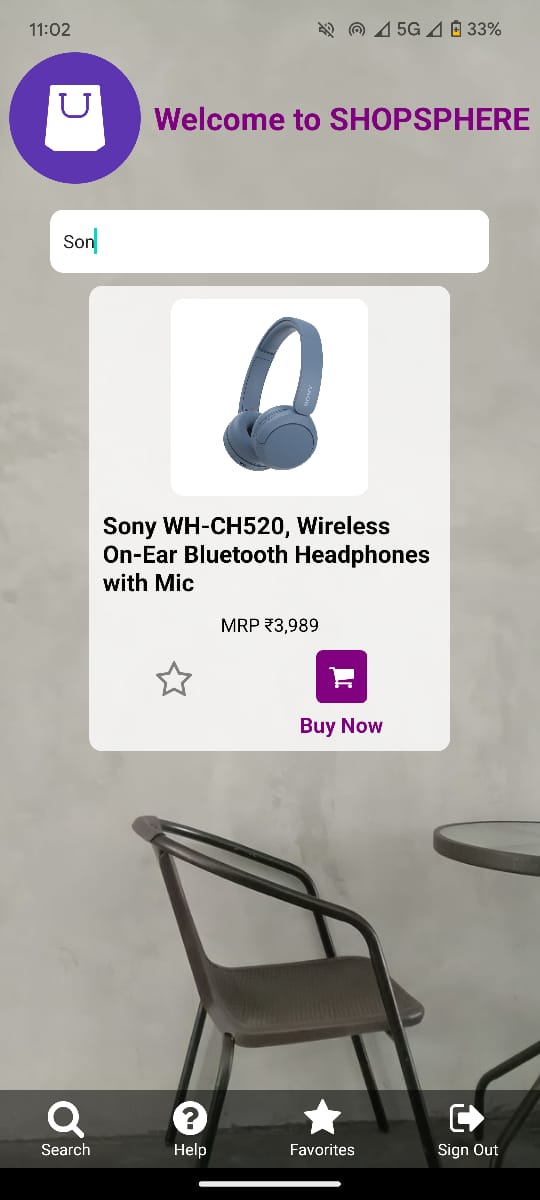 11:02
5G
33%
Welcome to SHOPSPHERE
Son
SONY
Sony WH-CH520, Wireless
On-Ear Bluetooth Headphones
with Mic
MRP ₹3,989
Buy Now
Search
Help
Favorites
Sign Out